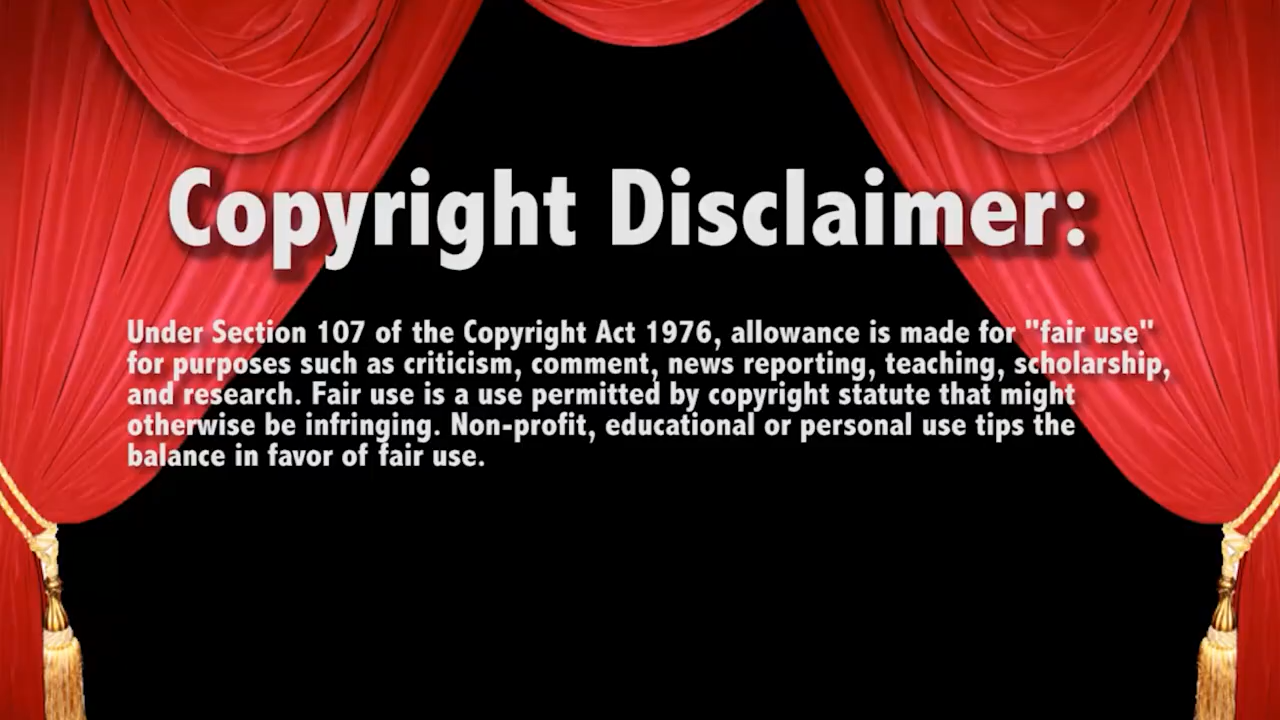 Copyright Disclaimer:
Under Section 107 of the Copyright Act 1976, allowance is made for "fair use"
for purposes such as criticism, comment, news reporting, teaching, scholarship,
and research. Fair use is a use permitted by copyright statute that might
otherwise be infringing. Non-profit, educational or personal use tips the
balance in favor of fair use.